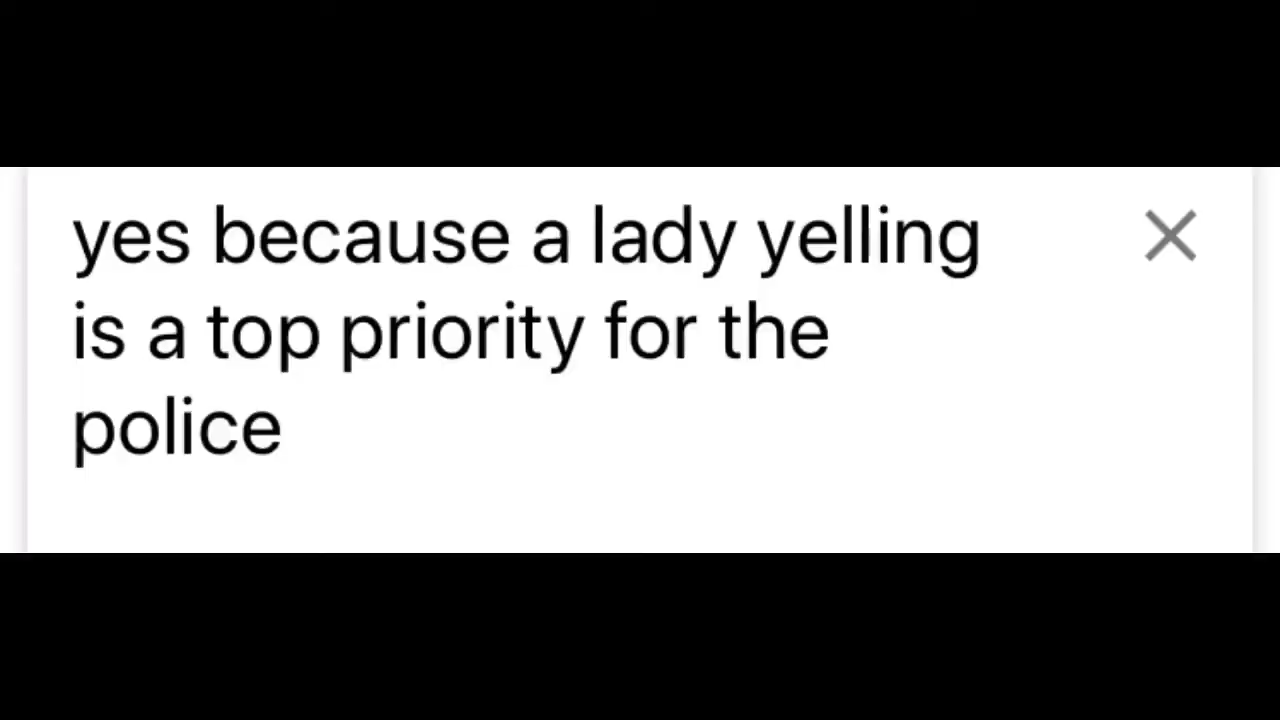 yes because a lady yelling
is a top priority for the
police